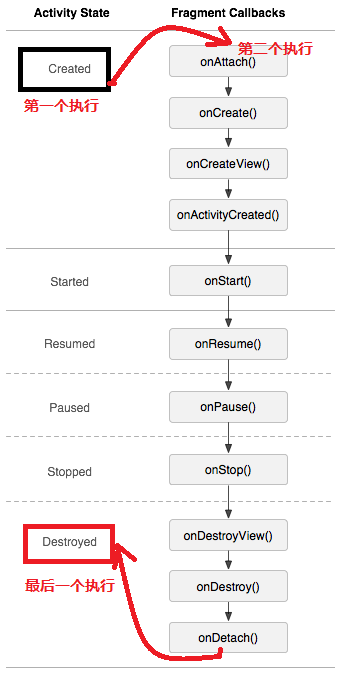 Activity State
Fragment Callbacks
Created
第一个执行
第二个执行
onAttach()
onCreate()
onCreateView()
onActivityCreated()
Started
onStart()
Resumed
onResume()
Paused
onPause()
Stopped
onStop()
Destroyed
最后一个执行
onDestroyView()
onDestroy()
onDetach()